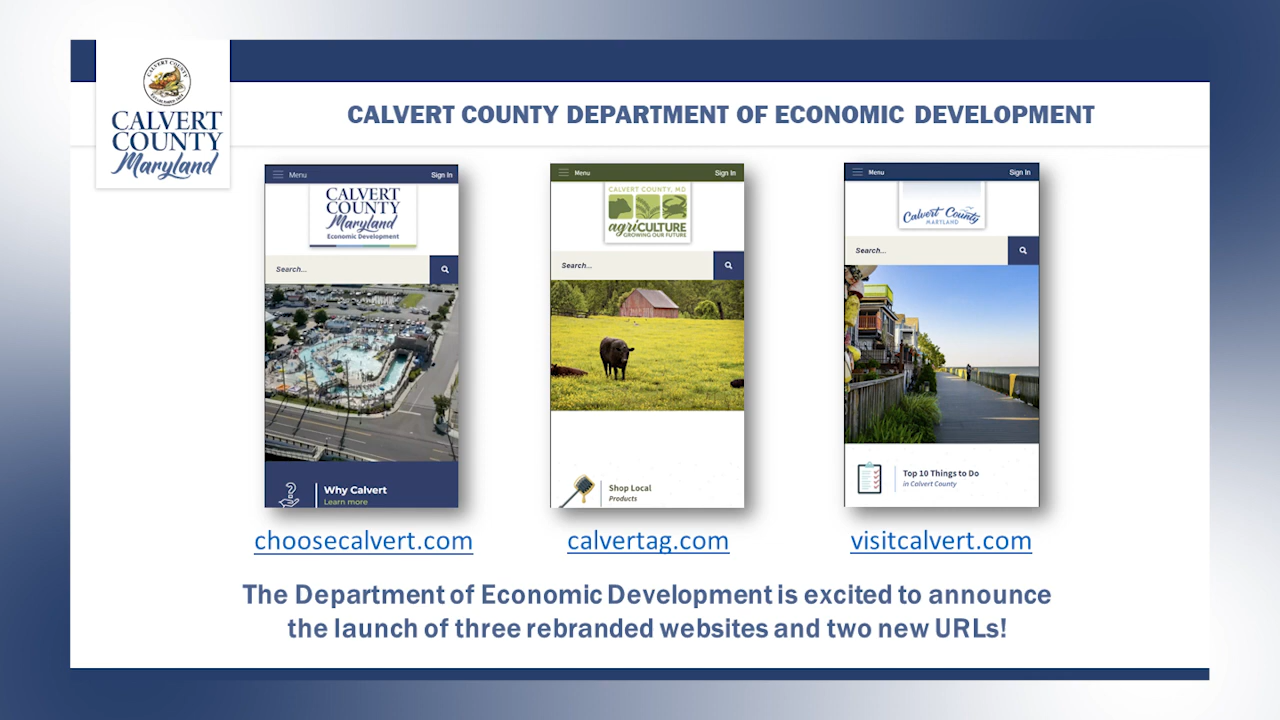 CALVERT COUNTY
ESTABLISHED 1654
CALVERT
COUNTY
Maryland
CALVERT COUNTY DEPARTMENT OF ECONOMIC DEVELOPMENT
Menu
Sign In
CALVERT
COUNTY
Maryland
Economic Development
Search...
Why Calvert
Learn more
choosecalvert.com
Menu
Sign In
CALVERT COUNTY, MD
agriCULTURE
GROWING OUR FUTURE
Search...
Shop Local
Products
calvertag.com
Menu
Sign In
Calvert County
MARYLAND
Search...
Top 10 Things to Do
in Calvert County
visitcalvert.com
The Department of Economic Development is excited to announce
the launch of three rebranded websites and two new URLs!